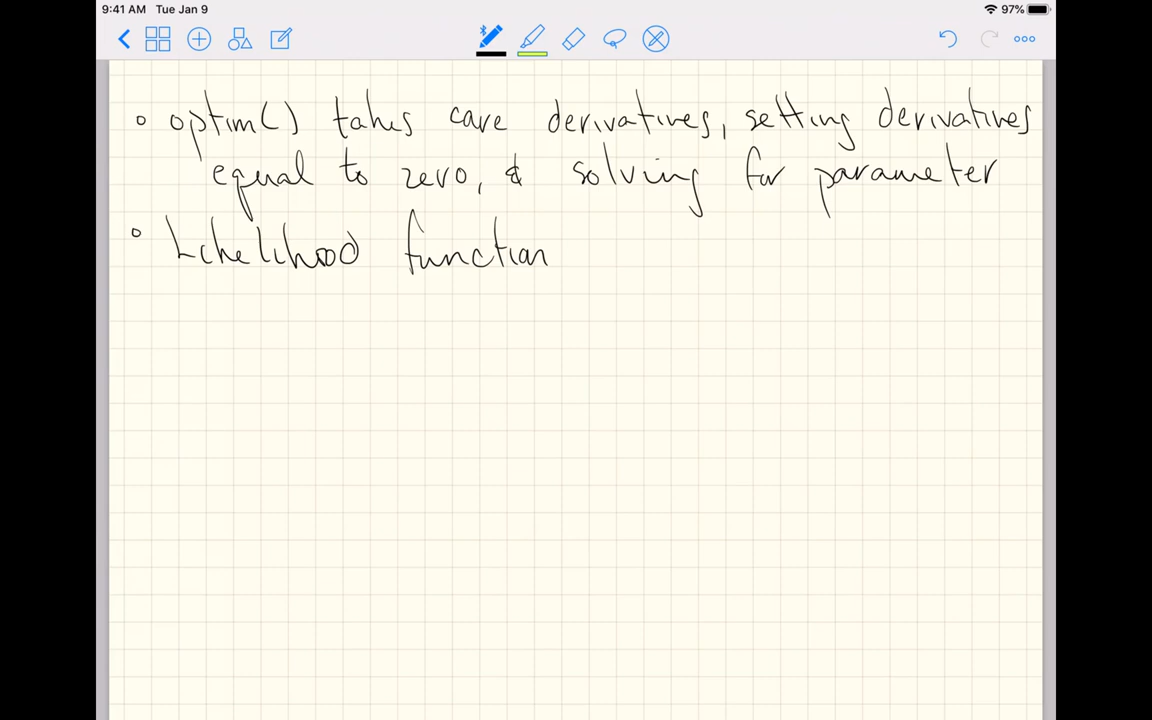 9:41 AM Tue Jan 9 97%
◦ optim() takes care derivatives, setting derivatives
equal to zero, & solving for parameter
◦ Likelihood function